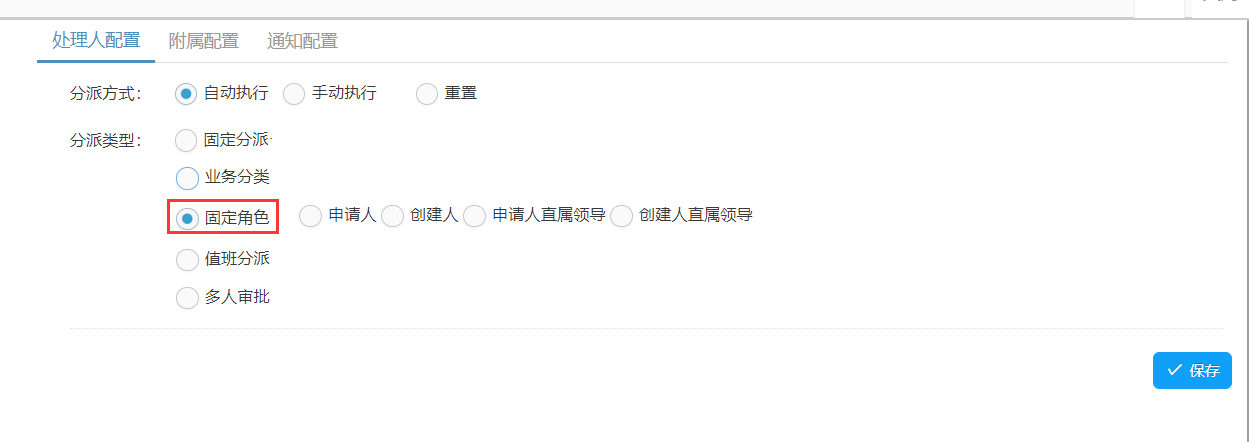 处理人配置 附属配置 通知配置
分派方式： 自动执行 手动执行 重置
分派类型： 固定分派
业务分类
固定角色 申请人 创建人 申请人直属领导 创建人直属领导
值班分派
多人审批
保存